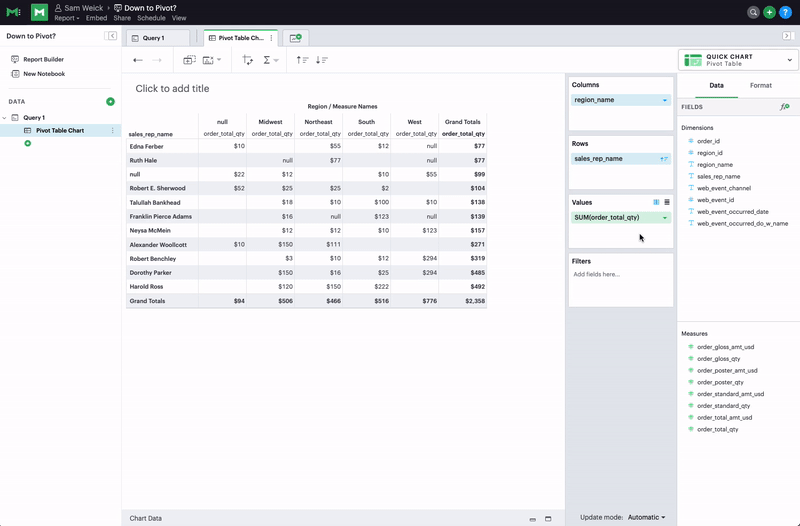 Sam Weick > Down to Pivot?
Report Embed Share Schedule View
Down to Pivot?
Report Builder
New Notebook
DATA
Query 1
Pivot Table Chart
Query 1
Pivot Table Ch...
QUICK CHART
Pivot Table
Click to add title
Region / Measure Names
null Midwest Northeast South West Grand Totals
sales_rep_name order_total_qty order_total_qty order_total_qty order_total_qty order_total_qty order_total_qty
Edna Ferber $10 $55 $12 null $77
Ruth Hale null $77 null $77
null $22 $12 $10 $55 $99
Robert E. Sherwood $52 $25 $25 $2 $104
Talullah Bankhead $18 $10 $100 $10 $138
Franklin Pierce Adams $16 null $123 null $139
Neysa McMein $12 $12 $10 $123 $157
Alexander Woollcott $10 $150 $111 $271
Robert Benchley $3 $10 $12 $294 $319
Dorothy Parker $150 $16 $25 $294 $485
Harold Ross $120 $150 $222 $492
Grand Totals $94 $506 $466 $516 $776 $2,358
Chart Data
Columns
region_name
Rows
sales_rep_name
Values
SUM(order_total_qty)
Filters
Add fields here...
Update mode: Automatic
Data Format
FIELDS
Dimensions
order_id
region_id
region_name
sales_rep_name
web_event_channel
web_event_id
web_event_occurred_date
web_event_occurred_do_w_name
Measures
order_gloss_amt_usd
order_gloss_qty
order_poster_amt_usd
order_poster_qty
order_standard_amt_usd
order_standard_qty
order_total_amt_usd
order_total_qty